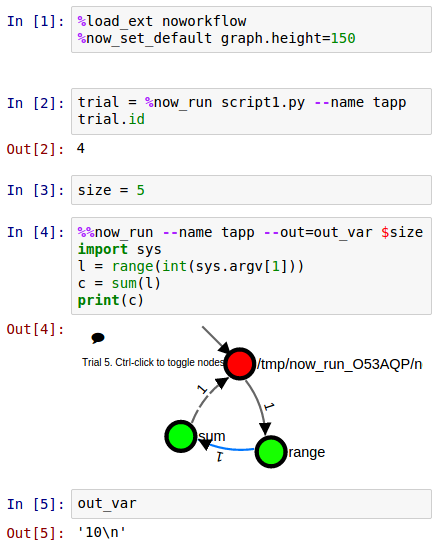 In [1]: %load_ext noworkflow
%now_set_default graph.height=150
In [2]: trial = %now_run script1.py --name tapp
trial.id
Out[2]: 4
In [3]: size = 5
In [4]: %%now_run --name tapp --out=out_var $size
import sys
l = range(int(sys.argv[1]))
c = sum(l)
print(c)
Out[4]:
Trial 5. Ctrl-click to toggle nodes
/tmp/now_run_O53AQP/n
1
1
sum
1
range
In [5]: out_var
Out[5]: '10\n'